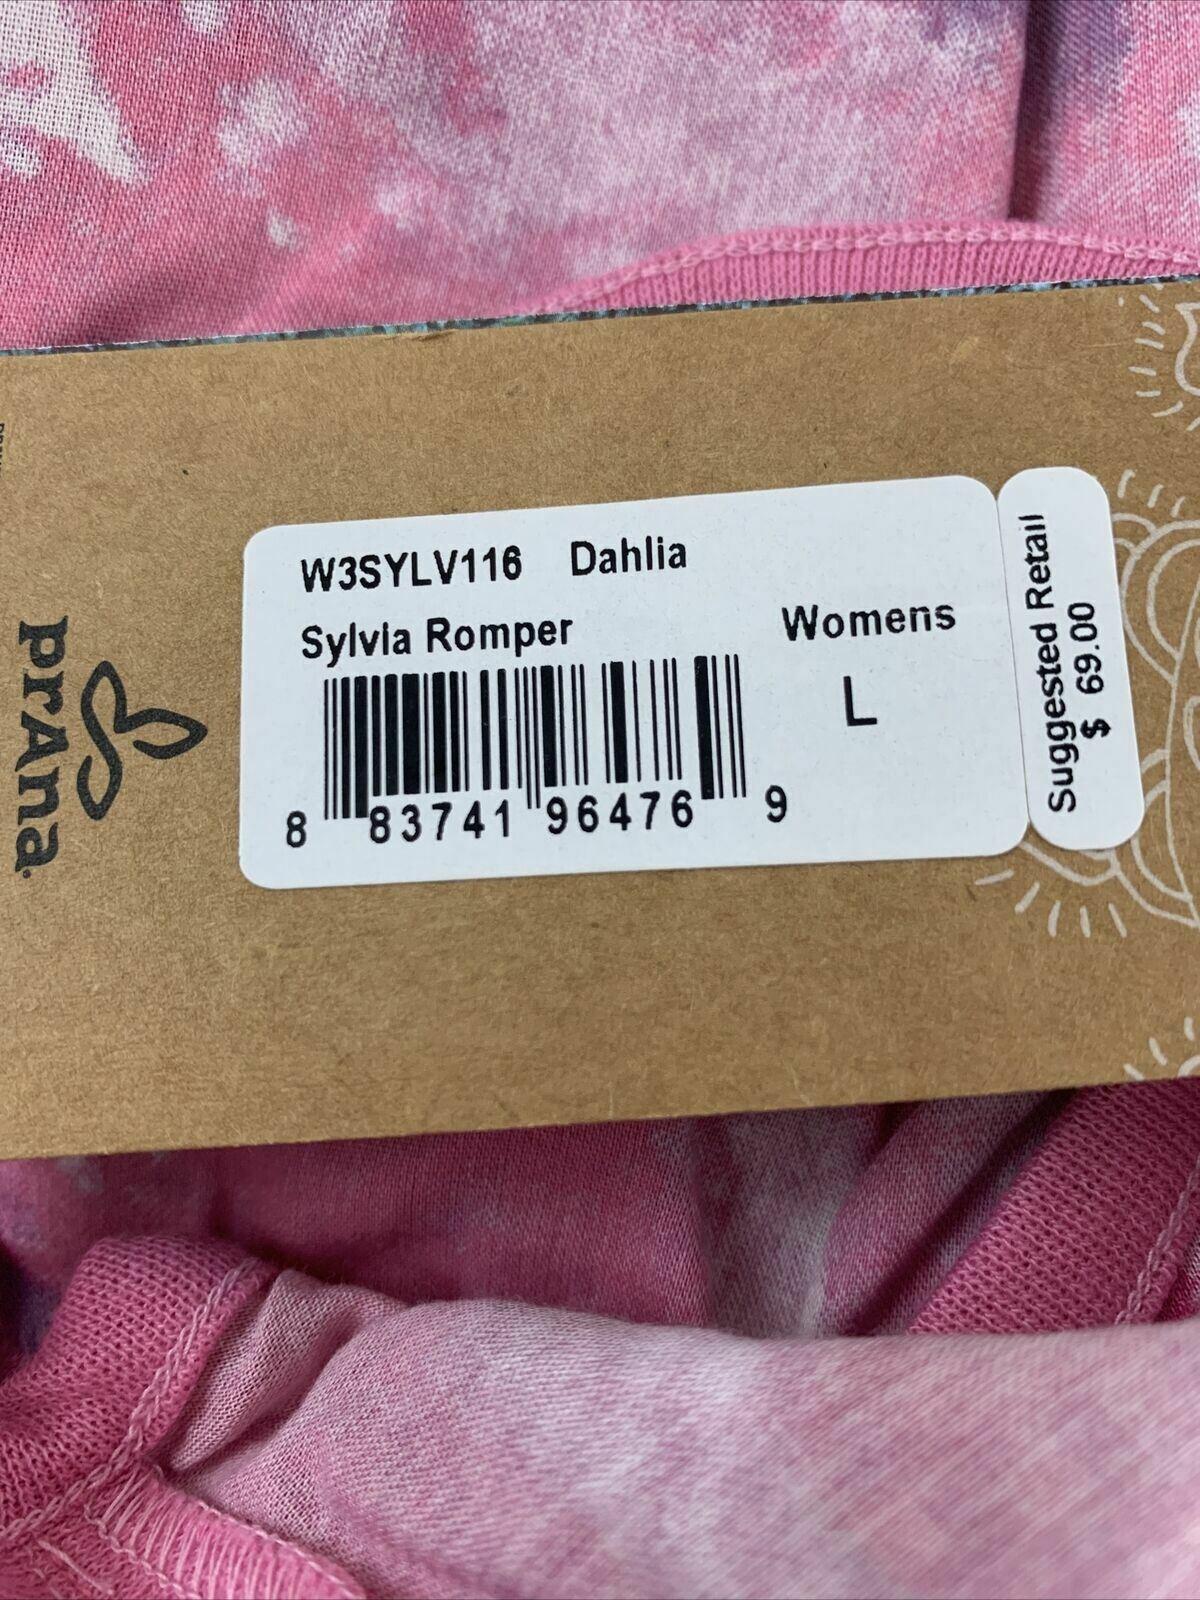 W3SYLV116 Dahlia
Sylvia Romper
Womens
L
8 83741 96476 9
Suggested Retail
$ 69.00
prAna